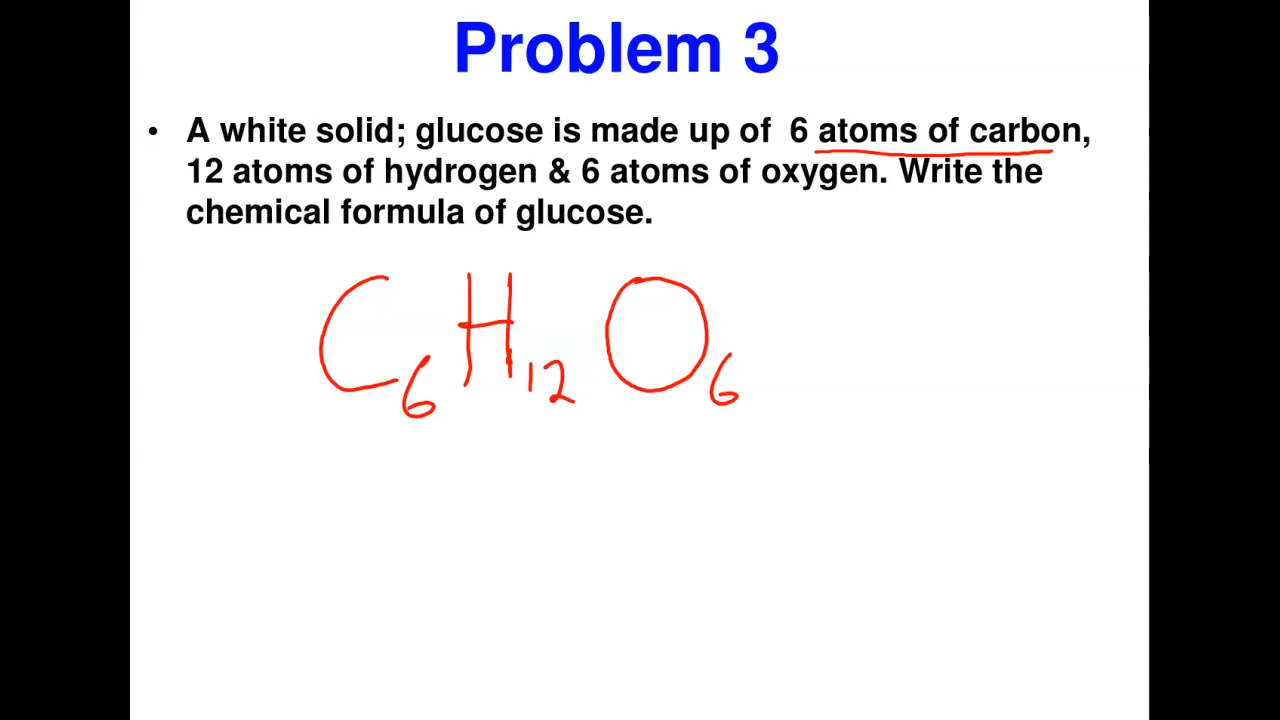 Problem 3
• A white solid; glucose is made up of 6 atoms of carbon,
12 atoms of hydrogen & 6 atoms of oxygen. Write the
chemical formula of glucose.
C₆H₁₂O₆